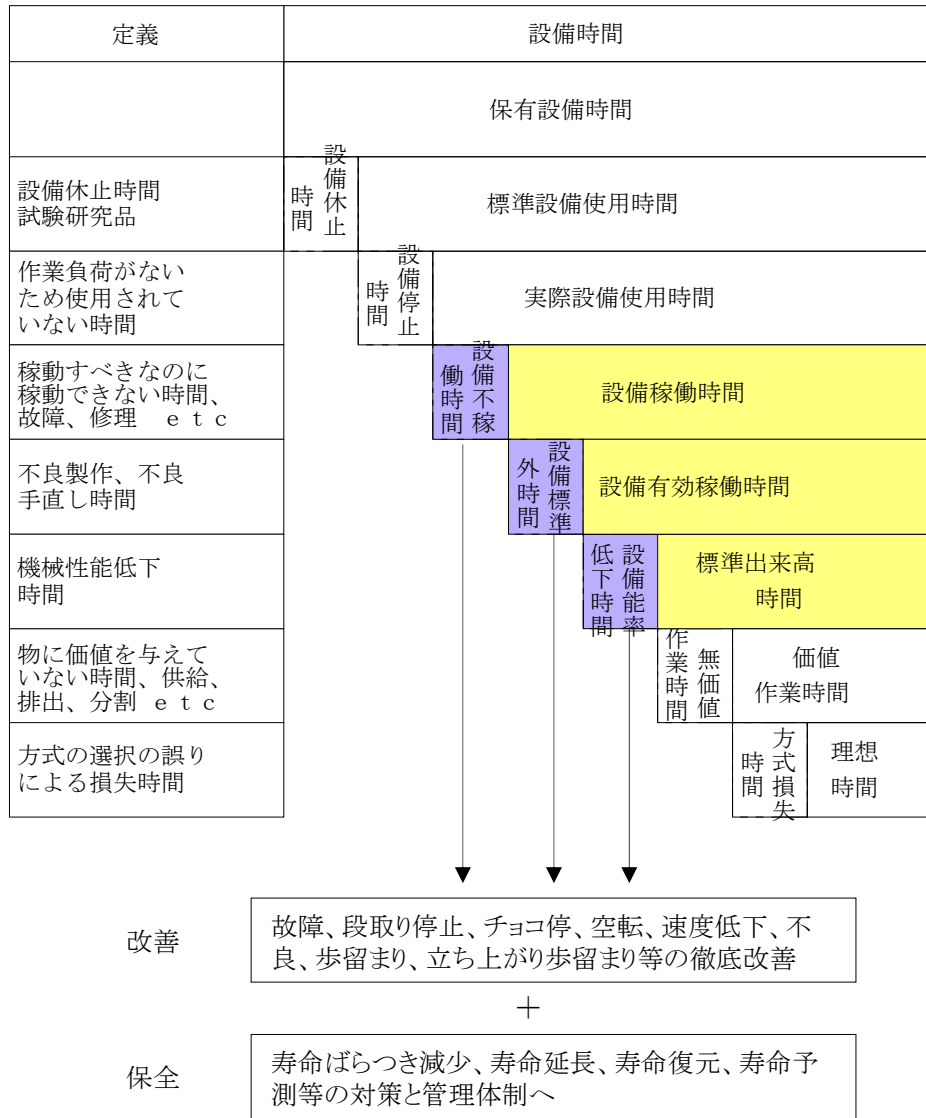 定義
設備時間
保有設備時間
設備休止時間
試験研究品
設備休止
時間
標準設備使用時間
作業負荷がない
ため使用されて
いない時間
設備停止
時間
実際設備使用時間
稼動すべきなのに
稼動できない時間、
故障、修理 ｅｔｃ
設備不稼
働時間
設備稼働時間
不良製作、不良
手直し時間
設備標準
外時間
設備有効稼働時間
機械性能低下
時間
設備能率
低下時間
標準出来高
時間
物に価値を与えて
いない時間、供給、
排出、分割 ｅｔｃ
無価値
作業時間
価値
作業時間
方式の選択の誤り
による損失時間
方式損失
時間
理想
時間
改善
故障、段取り停止、チョコ停、空転、速度低下、不
良、歩留まり、立ち上がり歩留まり等の徹底改善
＋
保全
寿命ばらつき減少、寿命延長、寿命復元、寿命予
測等の対策と管理体制へ